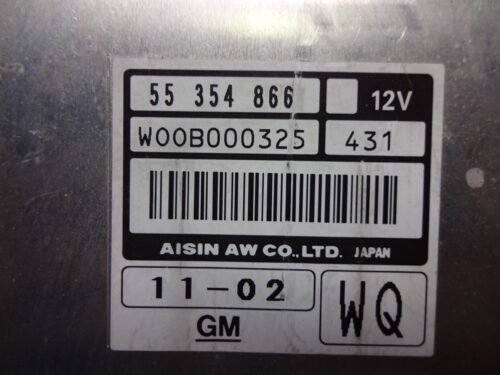 55 354 866 12V
W00B000325 431
AISIN AW CO.,LTD. JAPAN
11-02
GM
WQ